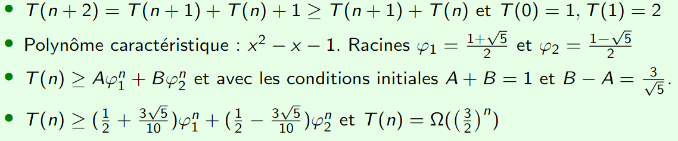 • T(n + 2) = T(n + 1) + T(n) + 1 ≥ T(n + 1) + T(n) et T(0) = 1, T(1) = 2
• Polynôme caractéristique : x² − x − 1. Racines φ₁ = (1+√5)/2 et φ₂ = (1−√5)/2
• T(n) ≥ Aφ₁ⁿ + Bφ₂ⁿ et avec les conditions initiales A + B = 1 et B − A = 3/√5.
• T(n) ≥ (1/2 + 3√5/10)φ₁ⁿ + (1/2 − 3√5/10)φ₂ⁿ et T(n) = Ω((3/2)ⁿ)